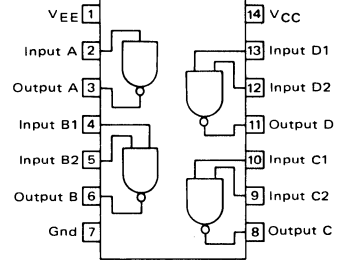 VEE 1
Input A 2
Output A 3
Input B1 4
Input B2 5
Output B 6
Gnd 7
14 VCC
13 Input D1
12 Input D2
11 Output D
10 Input C1
9 Input C2
8 Output C